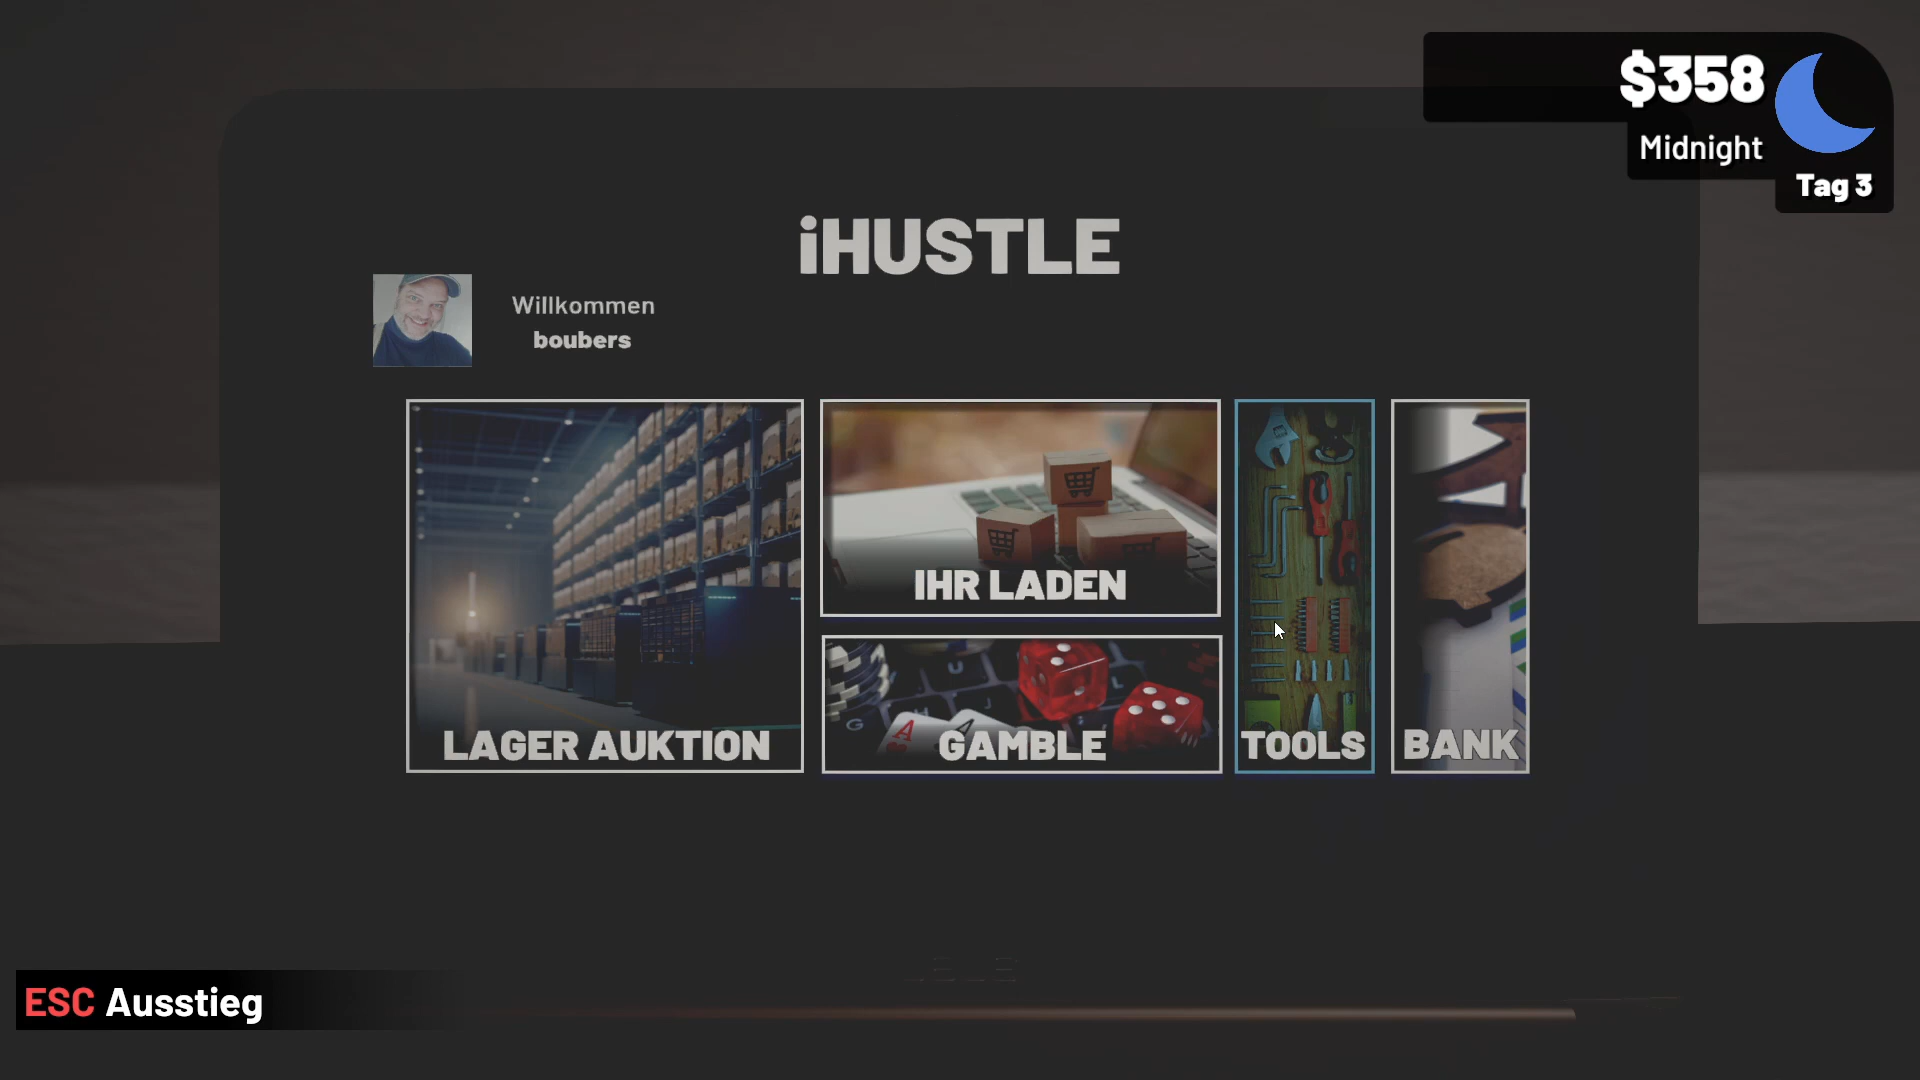 $358
Midnight
Tag 3
iHUSTLE
Willkommen
boubers
IHR LADEN
LAGER AUKTION
GAMBLE
TOOLS
BANK
ESC Ausstieg